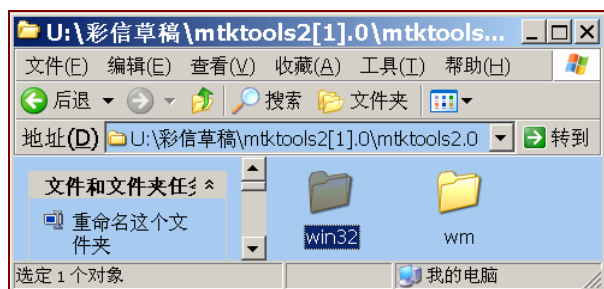 U:\彩信草稿\mtktools2[1].0\mtktools...
文件(F) 编辑(E) 查看(V) 收藏(A) 工具(T) 帮助(H)
后退 搜索 文件夹
地址(D) U:\彩信草稿\mtktools2[1].0\mtktools2.0 转到
文件和文件夹任务
重命名这个文件夹
win32 wm
选定 1 个对象 我的电脑